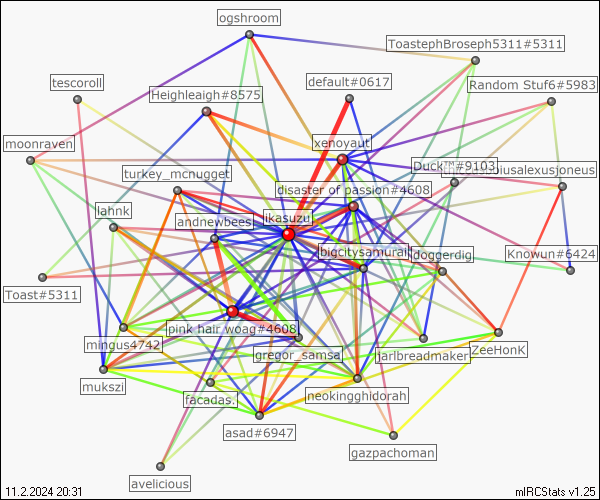 ogshroom
ToastephBroseph5311#5311
tescoroll
default#0617
Random Stuf6#5983
Heighleaigh#8575
moonraven
xenoyaut
Duck™#9103
iusalexusjoneus
turkey_mcnugget
disaster of passion#4608
lahnk
andnewbees
ikasuzu
bigcitysamurai
doggerdig
Knowun#6424
Toast#5311
pink hair woag#4608
mingus4742
gregor_samsa
jarlbreadmaker
ZeeHonK
mukszi
facadas.
neokingghidorah
asad#6947
gazpachoman
avelicious
11.2.2024 20:31
mIRCStats v1.25